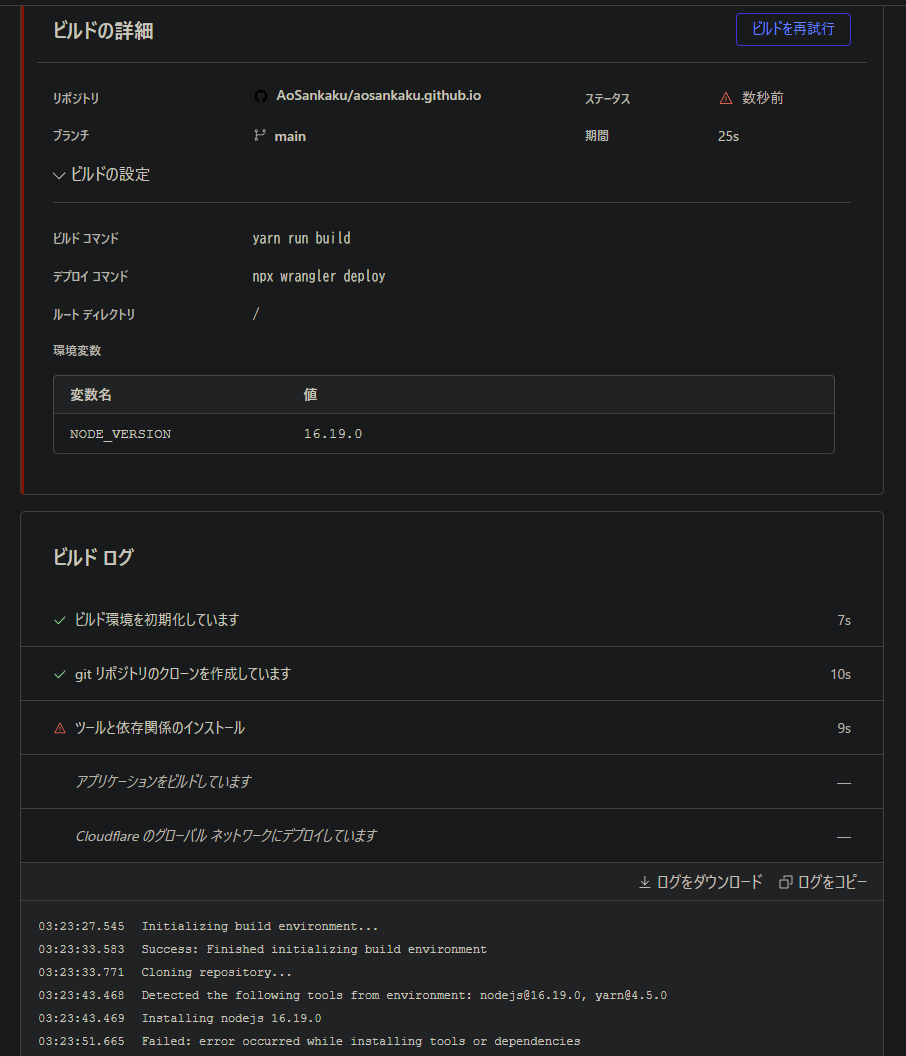 ビルドの詳細
ビルドを再試行
リポジトリ AoSankaku/aosankaku.github.io ステータス 数秒前
ブランチ main 期間 25s
ビルドの設定
ビルド コマンド yarn run build
デプロイ コマンド npx wrangler deploy
ルート ディレクトリ /
環境変数
変数名 値
NODE_VERSION 16.19.0
ビルド ログ
ビルド環境を初期化しています 7s
git リポジトリのクローンを作成しています 10s
ツールと依存関係のインストール 9s
アプリケーションをビルドしています —
Cloudflare のグローバル ネットワークにデプロイしています —
ログをダウンロード ログをコピー
03:23:27.545 Initializing build environment...
03:23:33.583 Success: Finished initializing build environment
03:23:33.771 Cloning repository...
03:23:43.468 Detected the following tools from environment: nodejs@16.19.0, yarn@4.5.0
03:23:43.469 Installing nodejs 16.19.0
03:23:51.665 Failed: error occurred while installing tools or dependencies